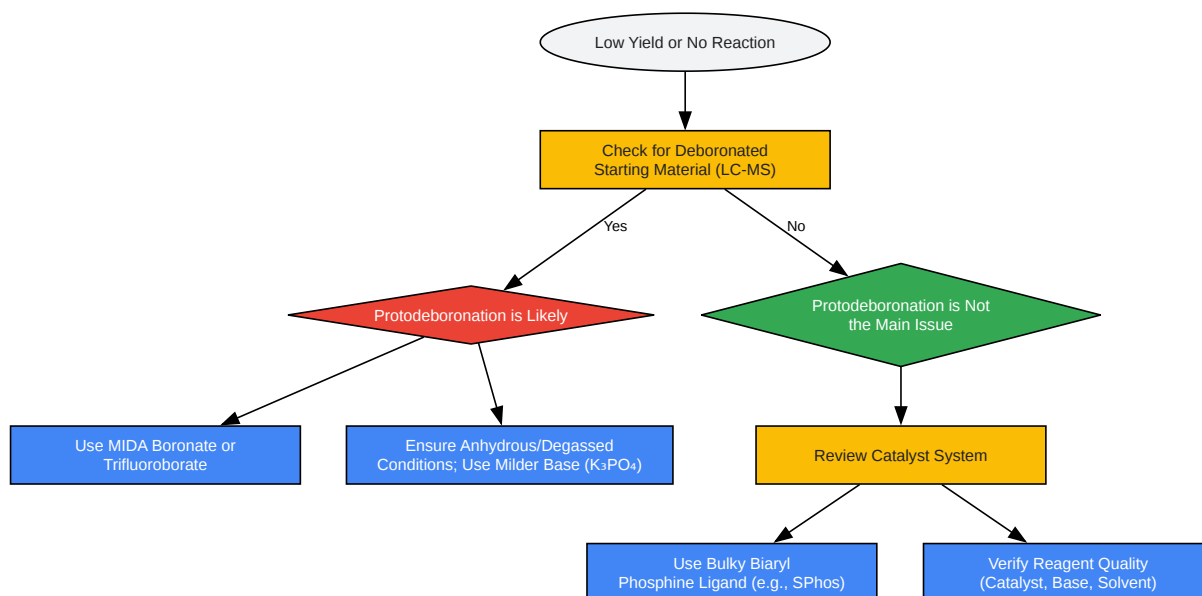 Low Yield or No Reaction
Check for Deboronated
Starting Material (LC-MS)
Yes
No
Protodeboronation is Likely
Protodeboronation is Not
the Main Issue
Use MIDA Boronate or
Trifluoroborate
Ensure Anhydrous/Degassed
Conditions; Use Milder Base (K₃PO₄)
Review Catalyst System
Use Bulky Biaryl
Phosphine Ligand (e.g., SPhos)
Verify Reagent Quality
(Catalyst, Base, Solvent)